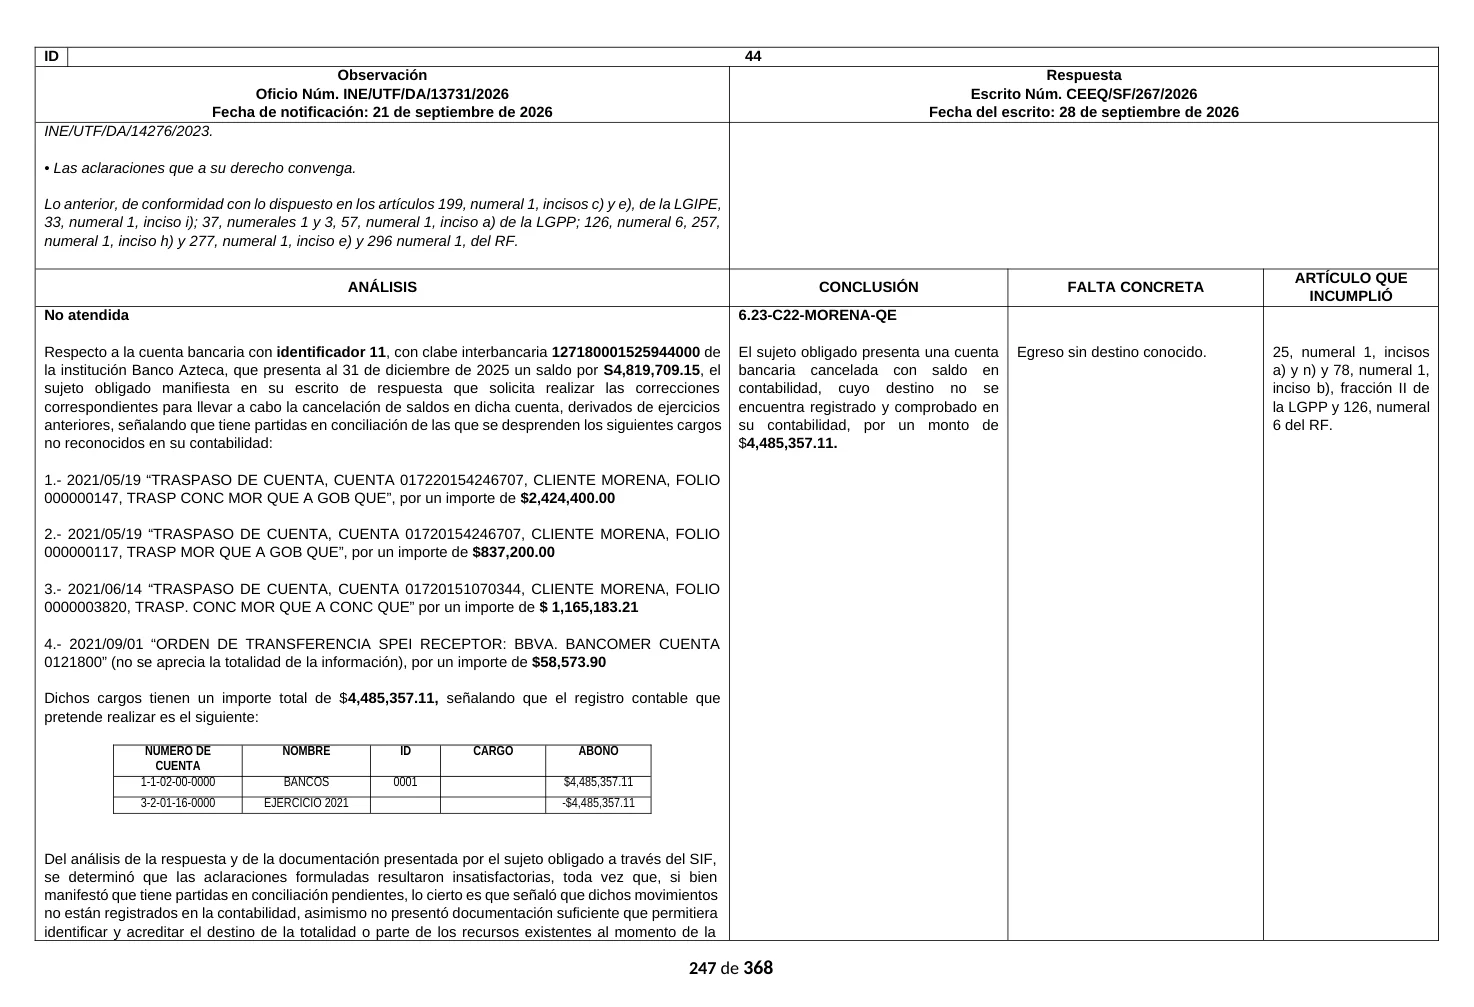 ID 44
Observación
Oficio Núm. INE/UTF/DA/13731/2026
Fecha de notificación: 21 de septiembre de 2026
Respuesta
Escrito Núm. CEEQ/SF/267/2026
Fecha del escrito: 28 de septiembre de 2026
INE/UTF/DA/14276/2023.
• Las aclaraciones que a su derecho convenga.
Lo anterior, de conformidad con lo dispuesto en los artículos 199, numeral 1, incisos c) y e), de la LGIPE,
33, numeral 1, inciso i); 37, numerales 1 y 3, 57, numeral 1, inciso a) de la LGPP; 126, numeral 6, 257,
numeral 1, inciso h) y 277, numeral 1, inciso e) y 296 numeral 1, del RF.
ANÁLISIS
CONCLUSIÓN
FALTA CONCRETA
ARTÍCULO QUE
INCUMPLIÓ
No atendida
Respecto a la cuenta bancaria con identificador 11, con clabe interbancaria 127180001525944000 de
la institución Banco Azteca, que presenta al 31 de diciembre de 2025 un saldo por S4,819,709.15, el
sujeto obligado manifiesta en su escrito de respuesta que solicita realizar las correcciones
correspondientes para llevar a cabo la cancelación de saldos en dicha cuenta, derivados de ejercicios
anteriores, señalando que tiene partidas en conciliación de las que se desprenden los siguientes cargos
no reconocidos en su contabilidad:
1.- 2021/05/19 “TRASPASO DE CUENTA, CUENTA 017220154246707, CLIENTE MORENA, FOLIO
000000147, TRASP CONC MOR QUE A GOB QUE”, por un importe de $2,424,400.00
2.- 2021/05/19 “TRASPASO DE CUENTA, CUENTA 01720154246707, CLIENTE MORENA, FOLIO
000000117, TRASP MOR QUE A GOB QUE”, por un importe de $837,200.00
3.- 2021/06/14 “TRASPASO DE CUENTA, CUENTA 01720151070344, CLIENTE MORENA, FOLIO
0000003820, TRASP. CONC MOR QUE A CONC QUE” por un importe de $ 1,165,183.21
4.- 2021/09/01 “ORDEN DE TRANSFERENCIA SPEI RECEPTOR: BBVA. BANCOMER CUENTA
0121800” (no se aprecia la totalidad de la información), por un importe de $58,573.90
Dichos cargos tienen un importe total de $4,485,357.11, señalando que el registro contable que
pretende realizar es el siguiente:
NUMERO DE
CUENTA
NOMBRE
ID
CARGO
ABONO
1-1-02-00-0000 BANCOS 0001 $4,485,357.11
3-2-01-16-0000 EJERCICIO 2021 -$4,485,357.11
Del análisis de la respuesta y de la documentación presentada por el sujeto obligado a través del SIF,
se determinó que las aclaraciones formuladas resultaron insatisfactorias, toda vez que, si bien
manifestó que tiene partidas en conciliación pendientes, lo cierto es que señaló que dichos movimientos
no están registrados en la contabilidad, asimismo no presentó documentación suficiente que permitiera
identificar y acreditar el destino de la totalidad o parte de los recursos existentes al momento de la
6.23-C22-MORENA-QE
El sujeto obligado presenta una cuenta
bancaria cancelada con saldo en
contabilidad, cuyo destino no se
encuentra registrado y comprobado en
su contabilidad, por un monto de
$4,485,357.11.
Egreso sin destino conocido.
25, numeral 1, incisos
a) y n) y 78, numeral 1,
inciso b), fracción II de
la LGPP y 126, numeral
6 del RF.
247 de 368